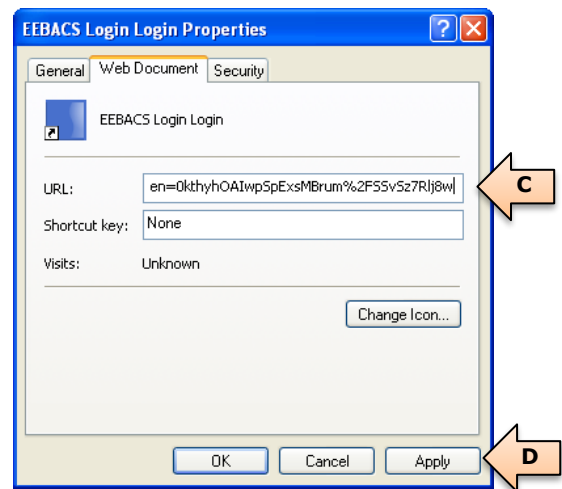 EEBACS Login Login Properties
General Web Document Security
EEBACS Login Login
URL: en=0kthyhOAIwpSpExsMBrum%2FSSvSz7Rlj8w
C
Shortcut key: None
Visits: Unknown
Change Icon...
OK Cancel Apply
D